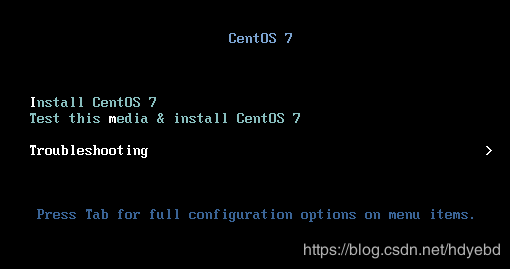 CentOS 7
Install CentOS 7
Test this media & install CentOS 7
Troubleshooting >
Press Tab for full configuration options on menu items.
https://blog.csdn.net/hdyebd